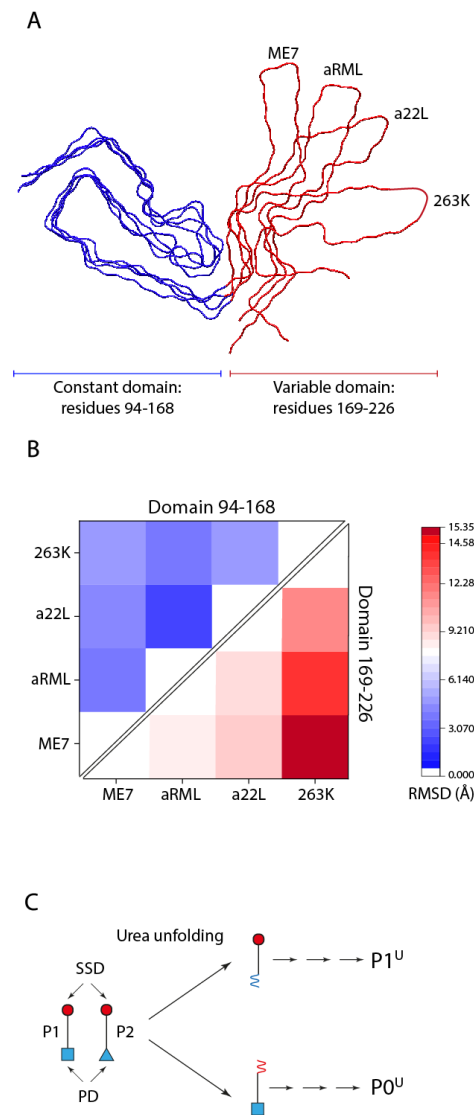 A
ME7
aRML
a22L
263K
Constant domain:
residues 94-168
Variable domain:
residues 169-226
B
Domain 94-168
263K
a22L
aRML
ME7
ME7 aRML a22L 263K
Domain 169-226
15.35
14.58
12.28
9.210
6.140
3.070
0.000
RMSD (Å)
C
Urea unfolding
SSD
P1 P2
PD
P1ᵁ
P0ᵁ